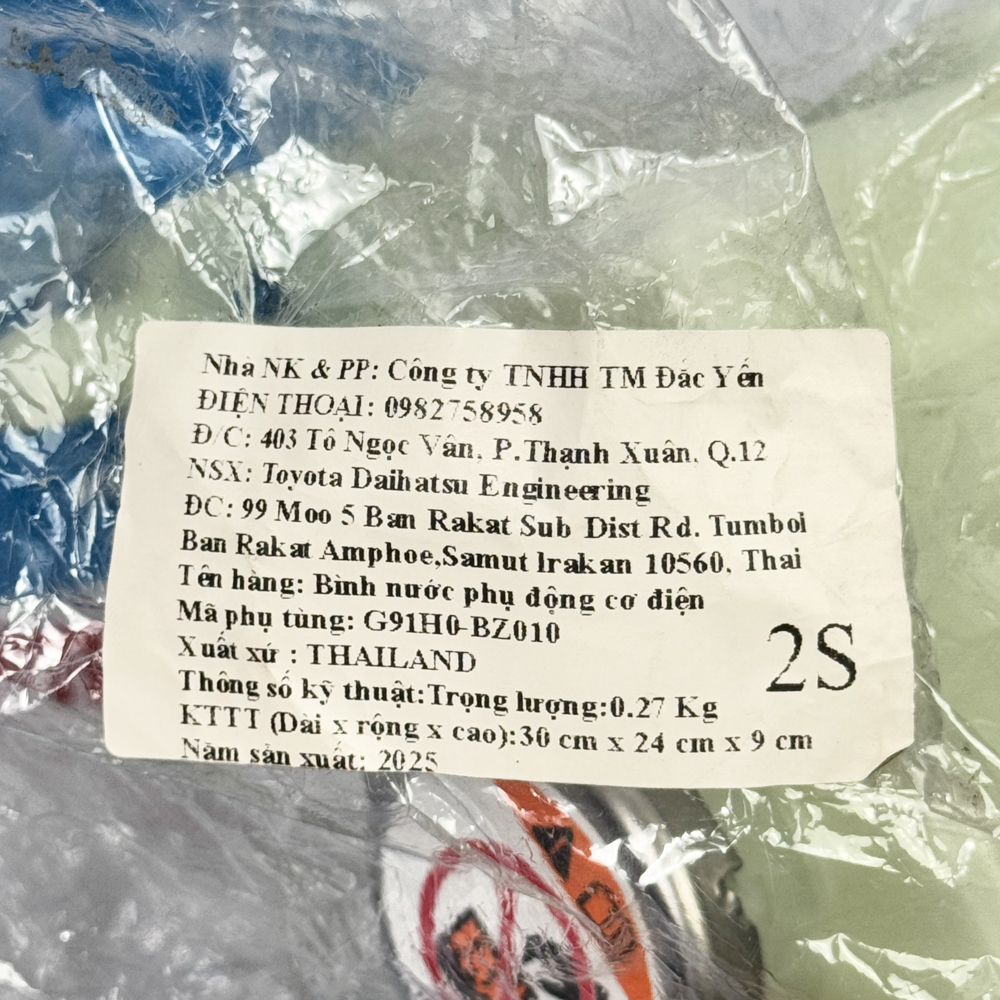 Nhà NK & PP: Công ty TNHH TM Đắc Yến
ĐIỆN THOẠI: 0982758958
Đ/C: 403 Tô Ngọc Vân, P.Thạnh Xuân, Q.12
NSX: Toyota Daihatsu Engineering
ĐC: 99 Moo 5 Ban Rakat Sub Dist Rd. Tumbol
Ban Rakat Amphoe,Samut lrakan 10560, Thai
Tên hàng: Bình nước phụ động cơ điện
Mã phụ tùng: G91H0-BZ010
Xuất xứ : THAILAND
2S
Thông số kỹ thuật:Trọng lượng:0.27 Kg
KTTT (Dài x rộng x cao):30 cm x 24 cm x 9 cm
Năm sản xuất: 2025